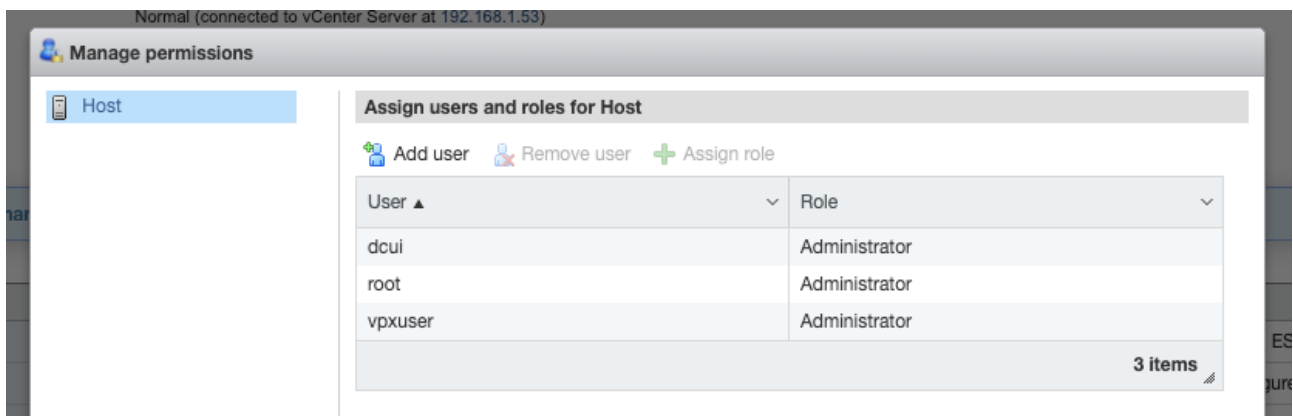 Normal (connected to vCenter Server at 192.168.1.53)
Manage permissions
Host
Assign users and roles for Host
Add user Remove user Assign role
User Role
dcui Administrator
root Administrator
vpxuser Administrator
3 items
ES